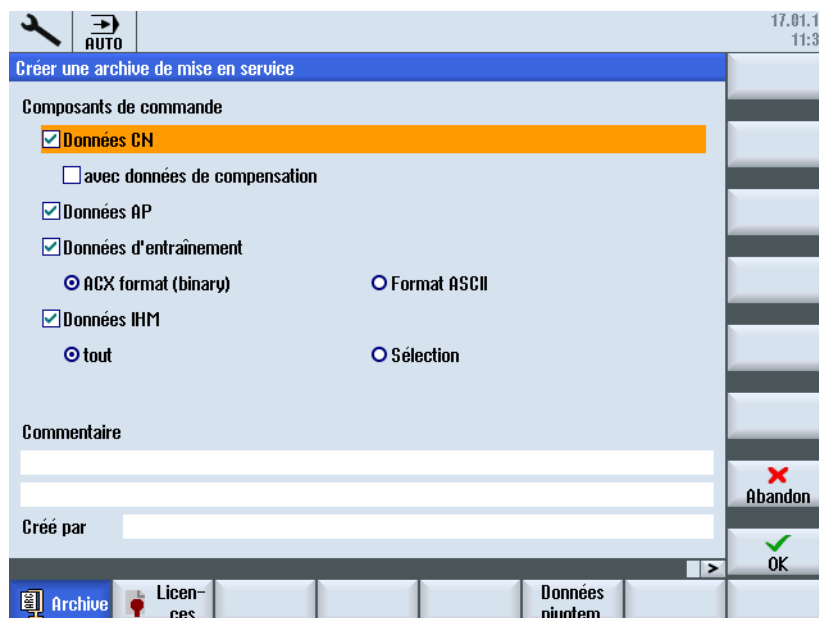 17.01.1
11:3
AUTO
Créer une archive de mise en service
Composants de commande
Données CN
avec données de compensation
Données AP
Données d'entraînement
ACX format (binary)
Format ASCII
Données IHM
tout
Sélection
Commentaire
Abandon
Créé par
OK
>
Archive
Licen-
ces
Données
pivotem